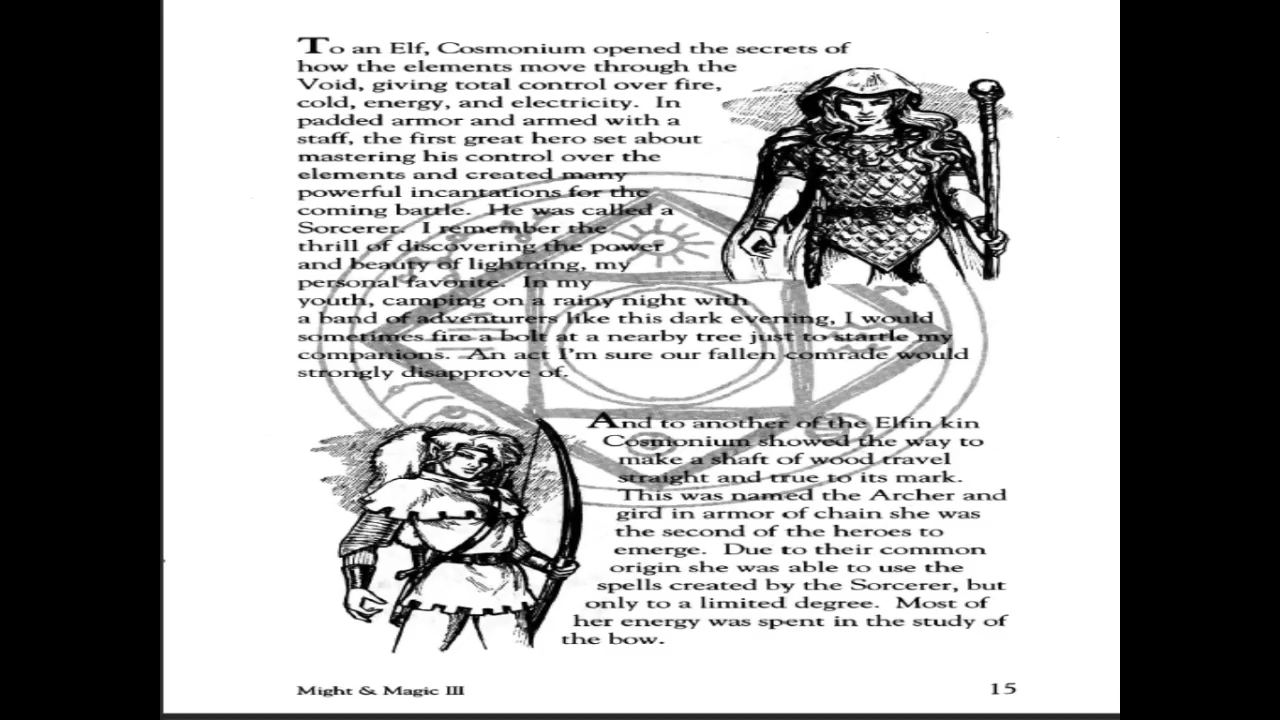 To an Elf, Cosmonium opened the secrets of
how the elements move through the
Void, giving total control over fire,
cold, energy, and electricity. In
padded armor and armed with a
staff, the first great hero set about
mastering his control over the
elements and created many
powerful incantations for the
coming battle. He was called a
Sorcerer. I remember the
thrill of discovering the power
and beauty of lightning, my
personal favorite. In my
youth, camping on a rainy night with
a band of adventurers like this dark evening, I would
sometimes fire a bolt at a nearby tree just to startle my
companions. An act I'm sure our fallen comrade would
strongly disapprove of.
And to another of the Elfin kin
Cosmonium showed the way to
make a shaft of wood travel
straight and true to its mark.
This was named the Archer and
gird in armor of chain she was
the second of the heroes to
emerge. Due to their common
origin she was able to use the
spells created by the Sorcerer, but
only to a limited degree. Most of
her energy was spent in the study of
the bow.
Might & Magic III
15